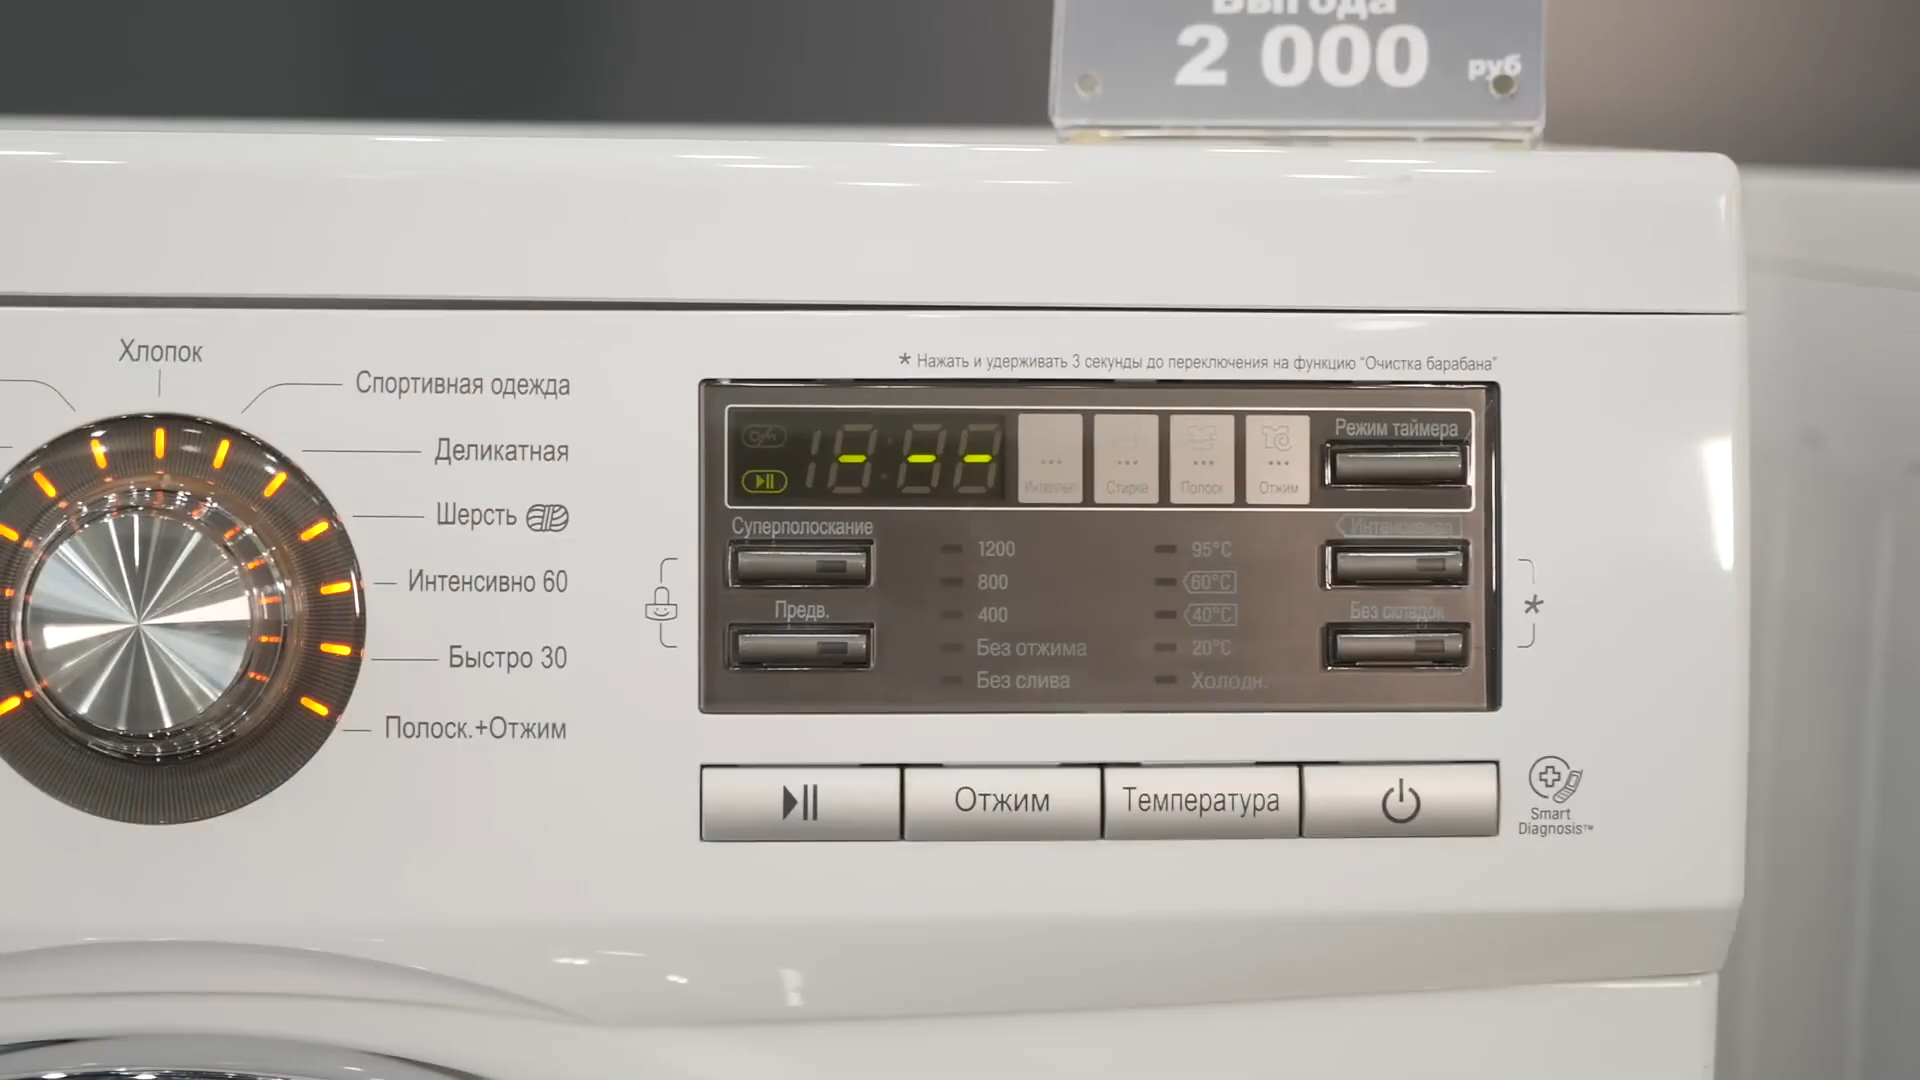 Выгода
2 000 руб
* Нажать и удерживать 3 секунды до переключения на функцию "Очистка барабана"
Хлопок
Спортивная одежда
Деликатная
Шерсть
Интенсивно 60
Быстро 30
Полоск.+Отжим
Интеллект
Стирка
Полоск
Отжим
Режим таймера
Суперполоскание
Интенсивная
Предв.
Без складок
1200
800
400
Без отжима
Без слива
95°C
60°C
40°C
20°C
Холодн.
*
Отжим
Температура
Smart
Diagnosis™